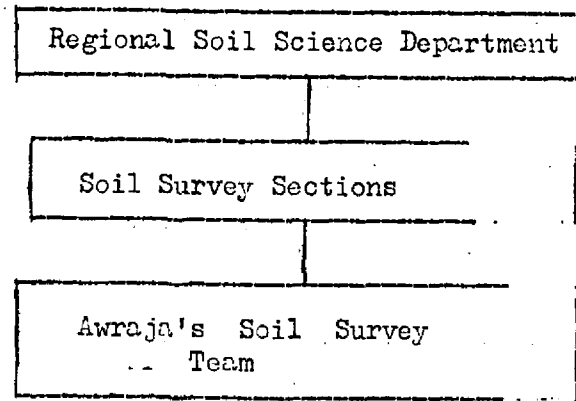 Regional Soil Science Department
Soil Survey Sections
Awraja's Soil Survey
Team